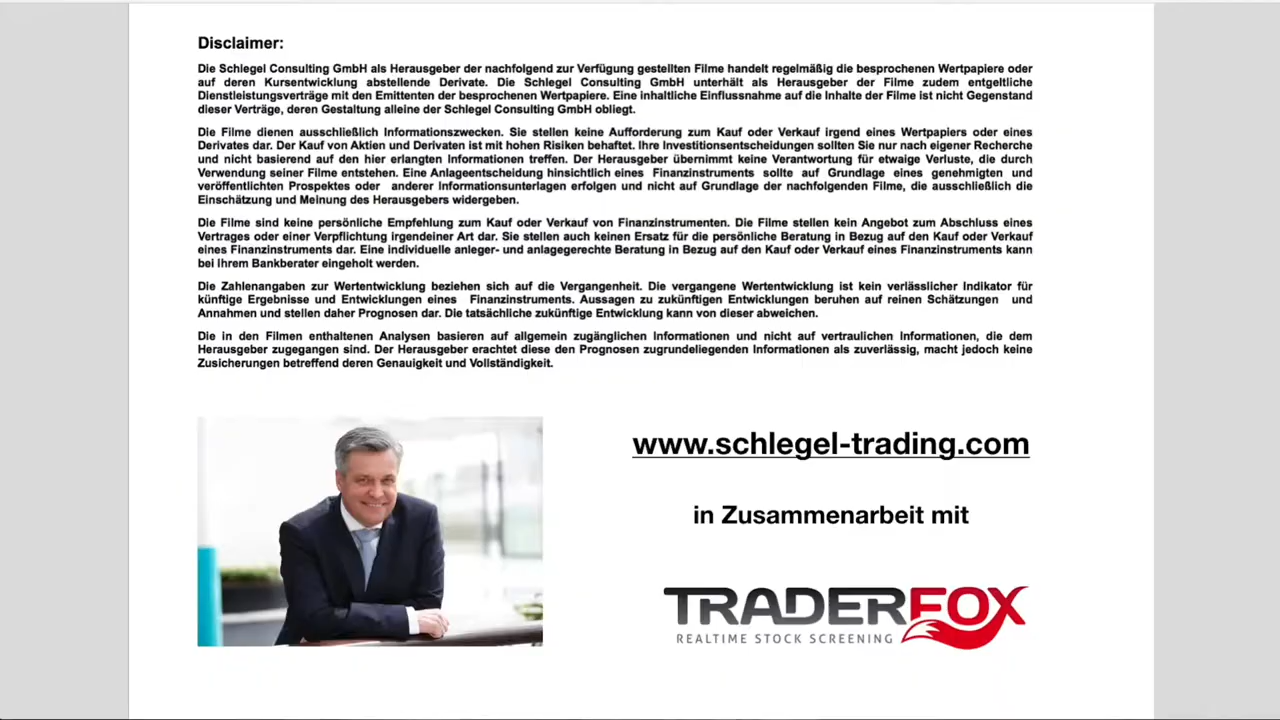 Disclaimer:
Die Schlegel Consulting GmbH als Herausgeber der nachfolgend zur Verfügung gestellten Filme handelt regelmäßig die besprochenen Wertpapiere oder
auf deren Kursentwicklung abstellende Derivate. Die Schlegel Consulting GmbH unterhält als Herausgeber der Filme zudem entgeltliche
Dienstleistungsverträge mit den Emittenten der besprochenen Wertpapiere. Eine inhaltliche Einflussnahme auf die Inhalte der Filme ist nicht Gegenstand
dieser Verträge, deren Gestaltung alleine der Schlegel Consulting GmbH obliegt.
Die Filme dienen ausschließlich Informationszwecken. Sie stellen keine Aufforderung zum Kauf oder Verkauf irgend eines Wertpapiers oder eines
Derivates dar. Der Kauf von Aktien und Derivaten ist mit hohen Risiken behaftet. Ihre Investitionsentscheidungen sollten Sie nur nach eigener Recherche
und nicht basierend auf den hier erlangten Informationen treffen. Der Herausgeber übernimmt keine Verantwortung für etwaige Verluste, die durch
Verwendung seiner Filme entstehen. Eine Anlageentscheidung hinsichtlich eines Finanzinstruments sollte auf Grundlage eines genehmigten und
veröffentlichten Prospektes oder anderer Informationsunterlagen erfolgen und nicht auf Grundlage der nachfolgenden Filme, die ausschließlich die
Einschätzung und Meinung des Herausgebers widergeben.
Die Filme sind keine persönliche Empfehlung zum Kauf oder Verkauf von Finanzinstrumenten. Die Filme stellen kein Angebot zum Abschluss eines
Vertrages oder einer Verpflichtung irgendeiner Art dar. Sie stellen auch keinen Ersatz für die persönliche Beratung in Bezug auf den Kauf oder Verkauf
eines Finanzinstruments dar. Eine individuelle anleger- und anlagegerechte Beratung in Bezug auf den Kauf oder Verkauf eines Finanzinstruments kann
bei Ihrem Bankberater eingeholt werden.
Die Zahlenangaben zur Wertentwicklung beziehen sich auf die Vergangenheit. Die vergangene Wertentwicklung ist kein verlässlicher Indikator für
künftige Ergebnisse und Entwicklungen eines Finanzinstruments. Aussagen zu zukünftigen Entwicklungen beruhen auf reinen Schätzungen und
Annahmen und stellen daher Prognosen dar. Die tatsächliche zukünftige Entwicklung kann von dieser abweichen.
Die in den Filmen enthaltenen Analysen basieren auf allgemein zugänglichen Informationen und nicht auf vertraulichen Informationen, die dem
Herausgeber zugegangen sind. Der Herausgeber erachtet diese den Prognosen zugrundeliegenden Informationen als zuverlässig, macht jedoch keine
Zusicherungen betreffend deren Genauigkeit und Vollständigkeit.
www.schlegel-trading.com
in Zusammenarbeit mit
TRADERFOX
REALTIME STOCK SCREENING